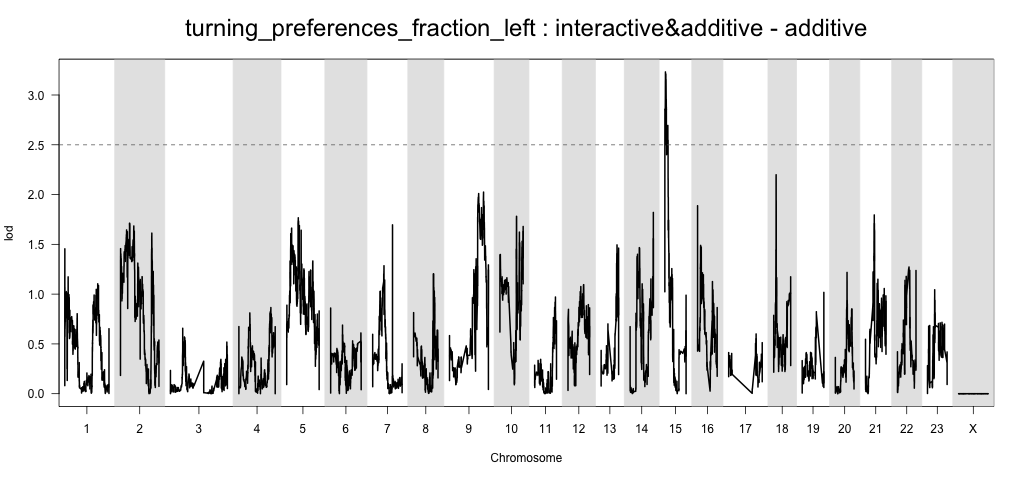 turning_preferences_fraction_left : interactive&additive - additive
3.0
2.5
2.0
1.5
1.0
0.5
0.0
lod
1 2 3 4 5 6 7 8 9 10 11 12 13 14 15 16 17 18 19 20 21 22 23 X
Chromosome